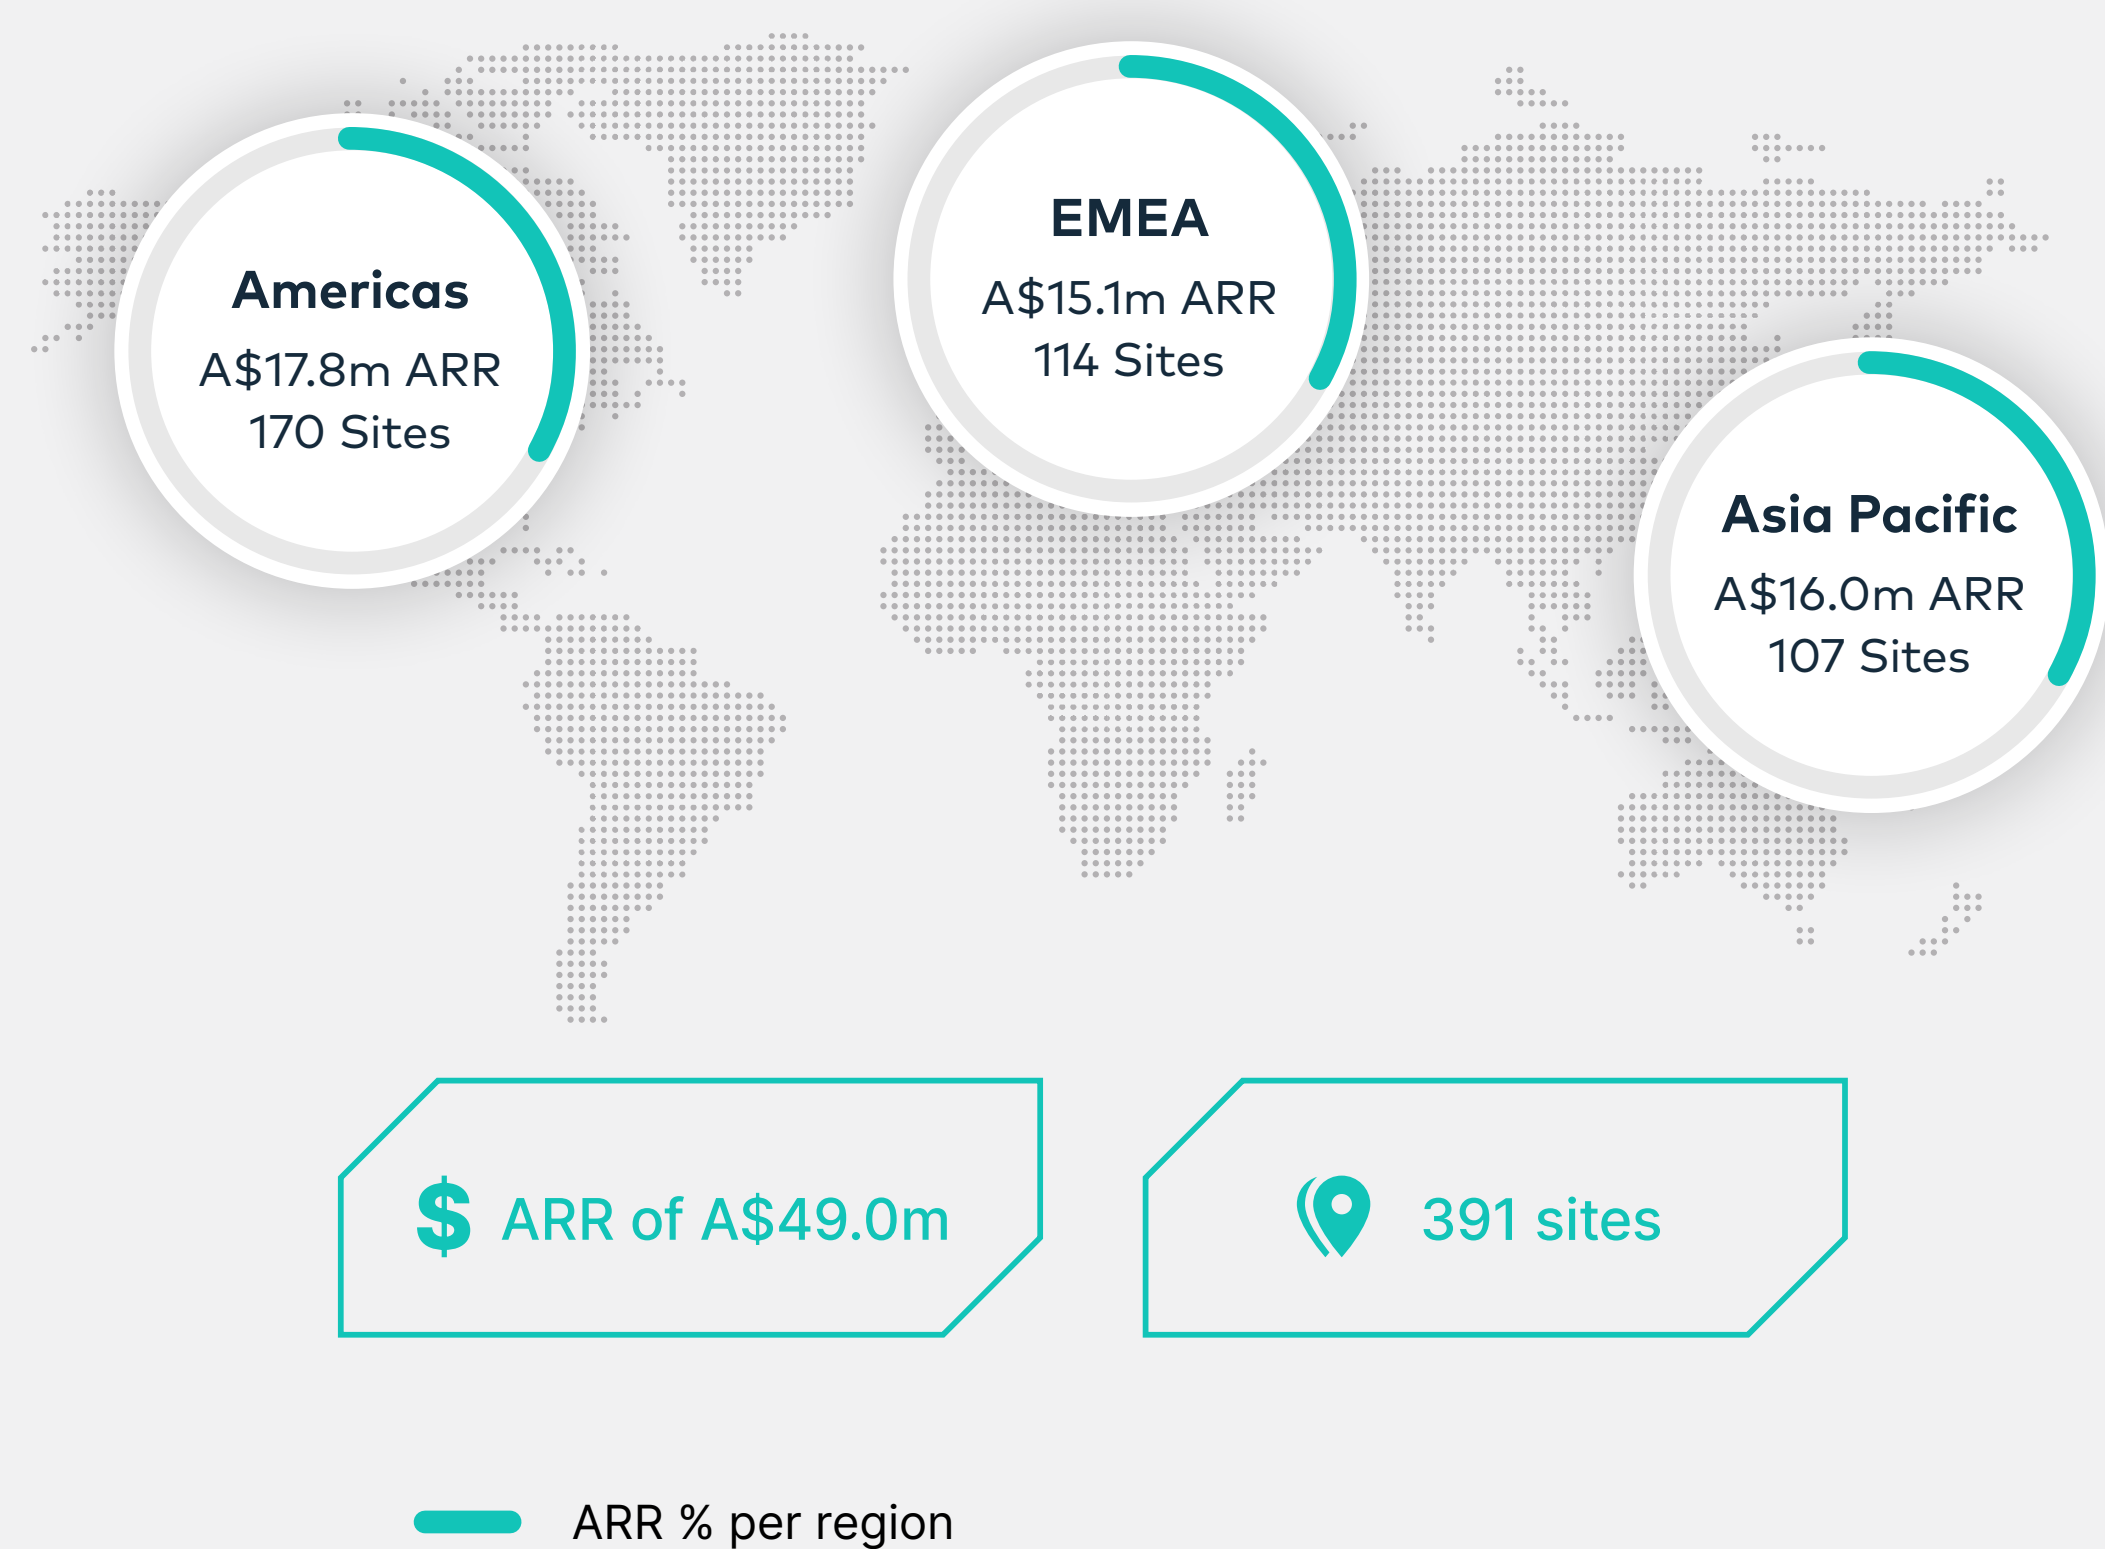 Americas
A$17.8m ARR
170 Sites
EMEA
A$15.1m ARR
114 Sites
Asia Pacific
A$16.0m ARR
107 Sites
$ ARR of A$49.0m
391 sites
ARR % per region